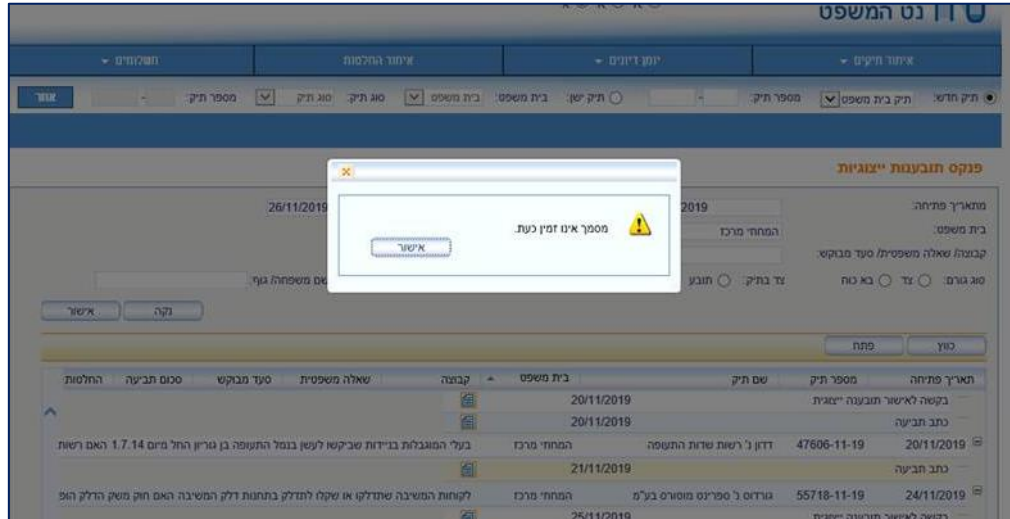 נט המשפט
איתור תיקים
יומן דיונים
איתור החלטות
תשלומים
תיק חדש: תיק בית משפט מספר תיק: - תיק ישן: בית משפט: בית משפט סוג תיק: סוג תיק מספר תיק: - אתר
פנקס תובענות ייצוגיות
מתאריך פתיחה: 2019 26/11/2019
בית משפט: המחוזי מרכז
קבוצה/ שאלה משפטית/ סעד מבוקש:
סוג גורם: צד בא כוח צד בתיק: תובע שם משפחה/ גוף:
מסמך אינו זמין כעת.
אישור
נקה אישור
כווץ פתח
תאריך פתיחה מספר תיק שם תיק בית משפט קבוצה שאלה משפטית סעד מבוקש סכום תביעה החלטות
בקשה לאישור תובענה ייצוגית 20/11/2019
כתב תביעה 20/11/2019
20/11/2019 47606-11-19 דדון נ' רשות שדות התעופה המחוזי מרכז בעלי המוגבלות בניידות שביקשו לעשן בנמל התעופה בן גוריון החל מיום 1.7.14 האם רשות
כתב תביעה 21/11/2019
24/11/2019 55718-11-19 גורדוס נ' ספרינט מוטורס בע"מ המחוזי מרכז לקוחות המשיבה שתדלקו או שקלו לתדלק בתחנות דלק המשיבה האם חוק משק הדלק הופ
בקשה לאישור תובענה ייצוגית 25/11/2019